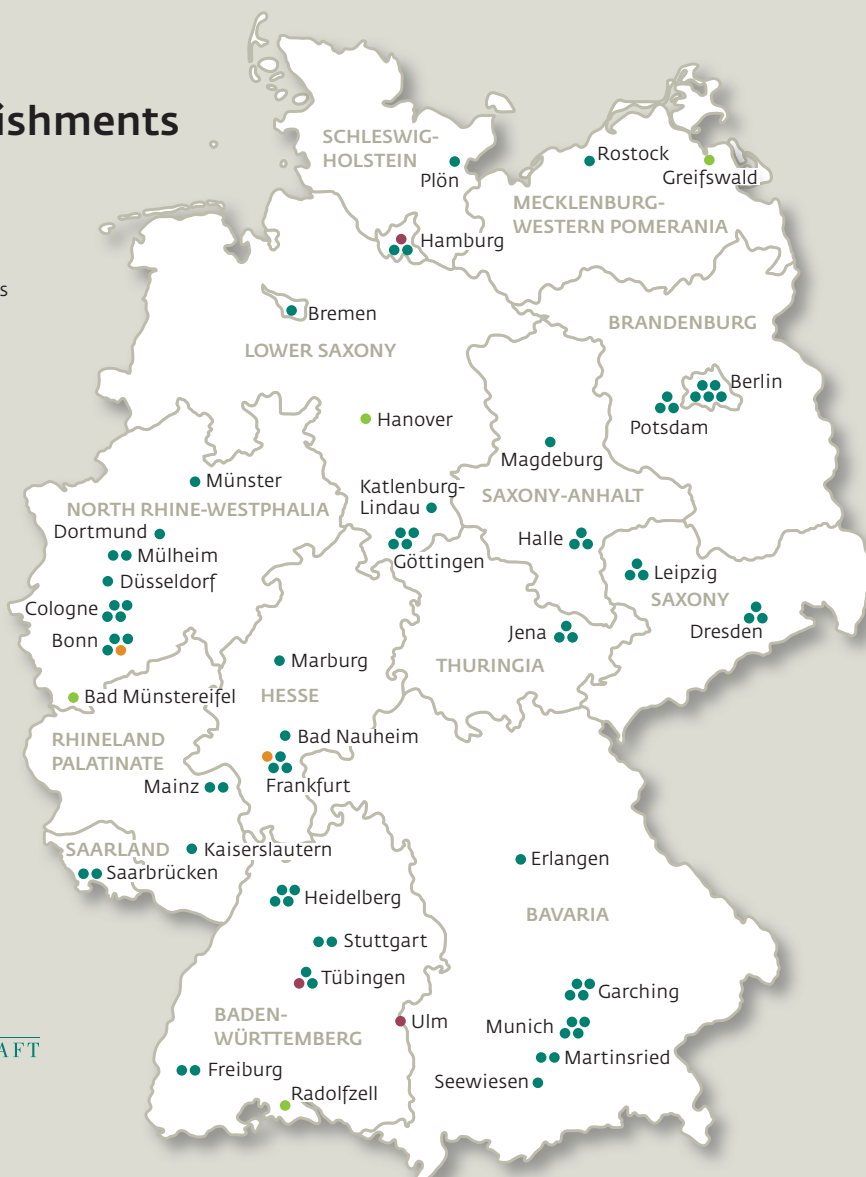 ishments
s
SCHLESWIG-
HOLSTEIN
Plön
Rostock
Greifswald
MECKLENBURG-
WESTERN POMERANIA
Hamburg
Bremen
LOWER SAXONY
BRANDENBURG
Berlin
Potsdam
Hanover
Magdeburg
Münster
Katlenburg-
Lindau
SAXONY-ANHALT
NORTH RHINE-WESTPHALIA
Dortmund
Mülheim
Göttingen
Halle
Düsseldorf
Leipzig
SAXONY
Cologne
Bonn
Jena
Dresden
Marburg
THURINGIA
Bad Münstereifel
HESSE
RHINELAND
PALATINATE
Bad Nauheim
Mainz
Frankfurt
SAARLAND
Kaiserslautern
Saarbrücken
Erlangen
Heidelberg
BAVARIA
Stuttgart
Tübingen
Garching
BADEN-
WÜRTTEMBERG
Ulm
Munich
AFT
Martinsried
Freiburg
Seewiesen
Radolfzell